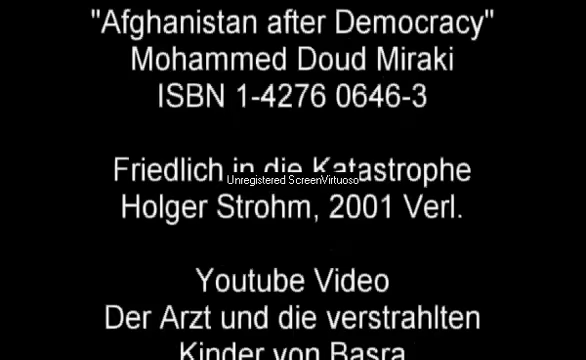 "Afghanistan after Democracy"
Mohammed Doud Miraki
ISBN 1-4276 0646-3
Friedlich in die Katastrophe
Unregistered ScreenVirtuoso
Holger Strohm, 2001 Verl.
Youtube Video
Der Arzt und die verstrahlten
Kinder von Basra